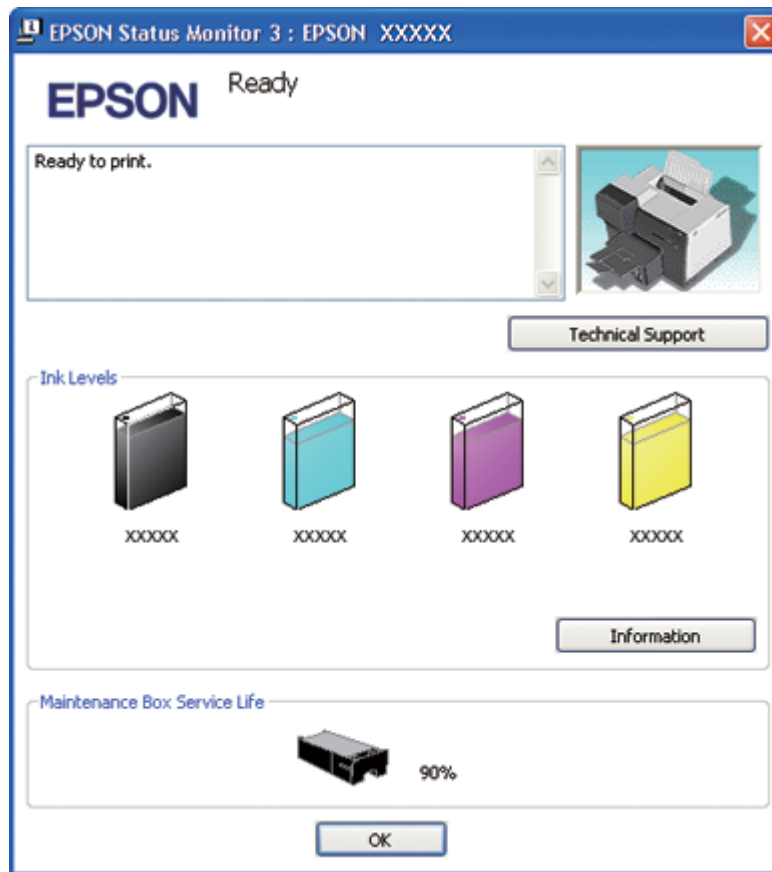 EPSON Status Monitor 3 : EPSON XXXXX
EPSON
Ready
Ready to print.
Technical Support
Ink Levels
XXXXX XXXXX XXXXX XXXXX
Information
Maintenance Box Service Life
90%
OK